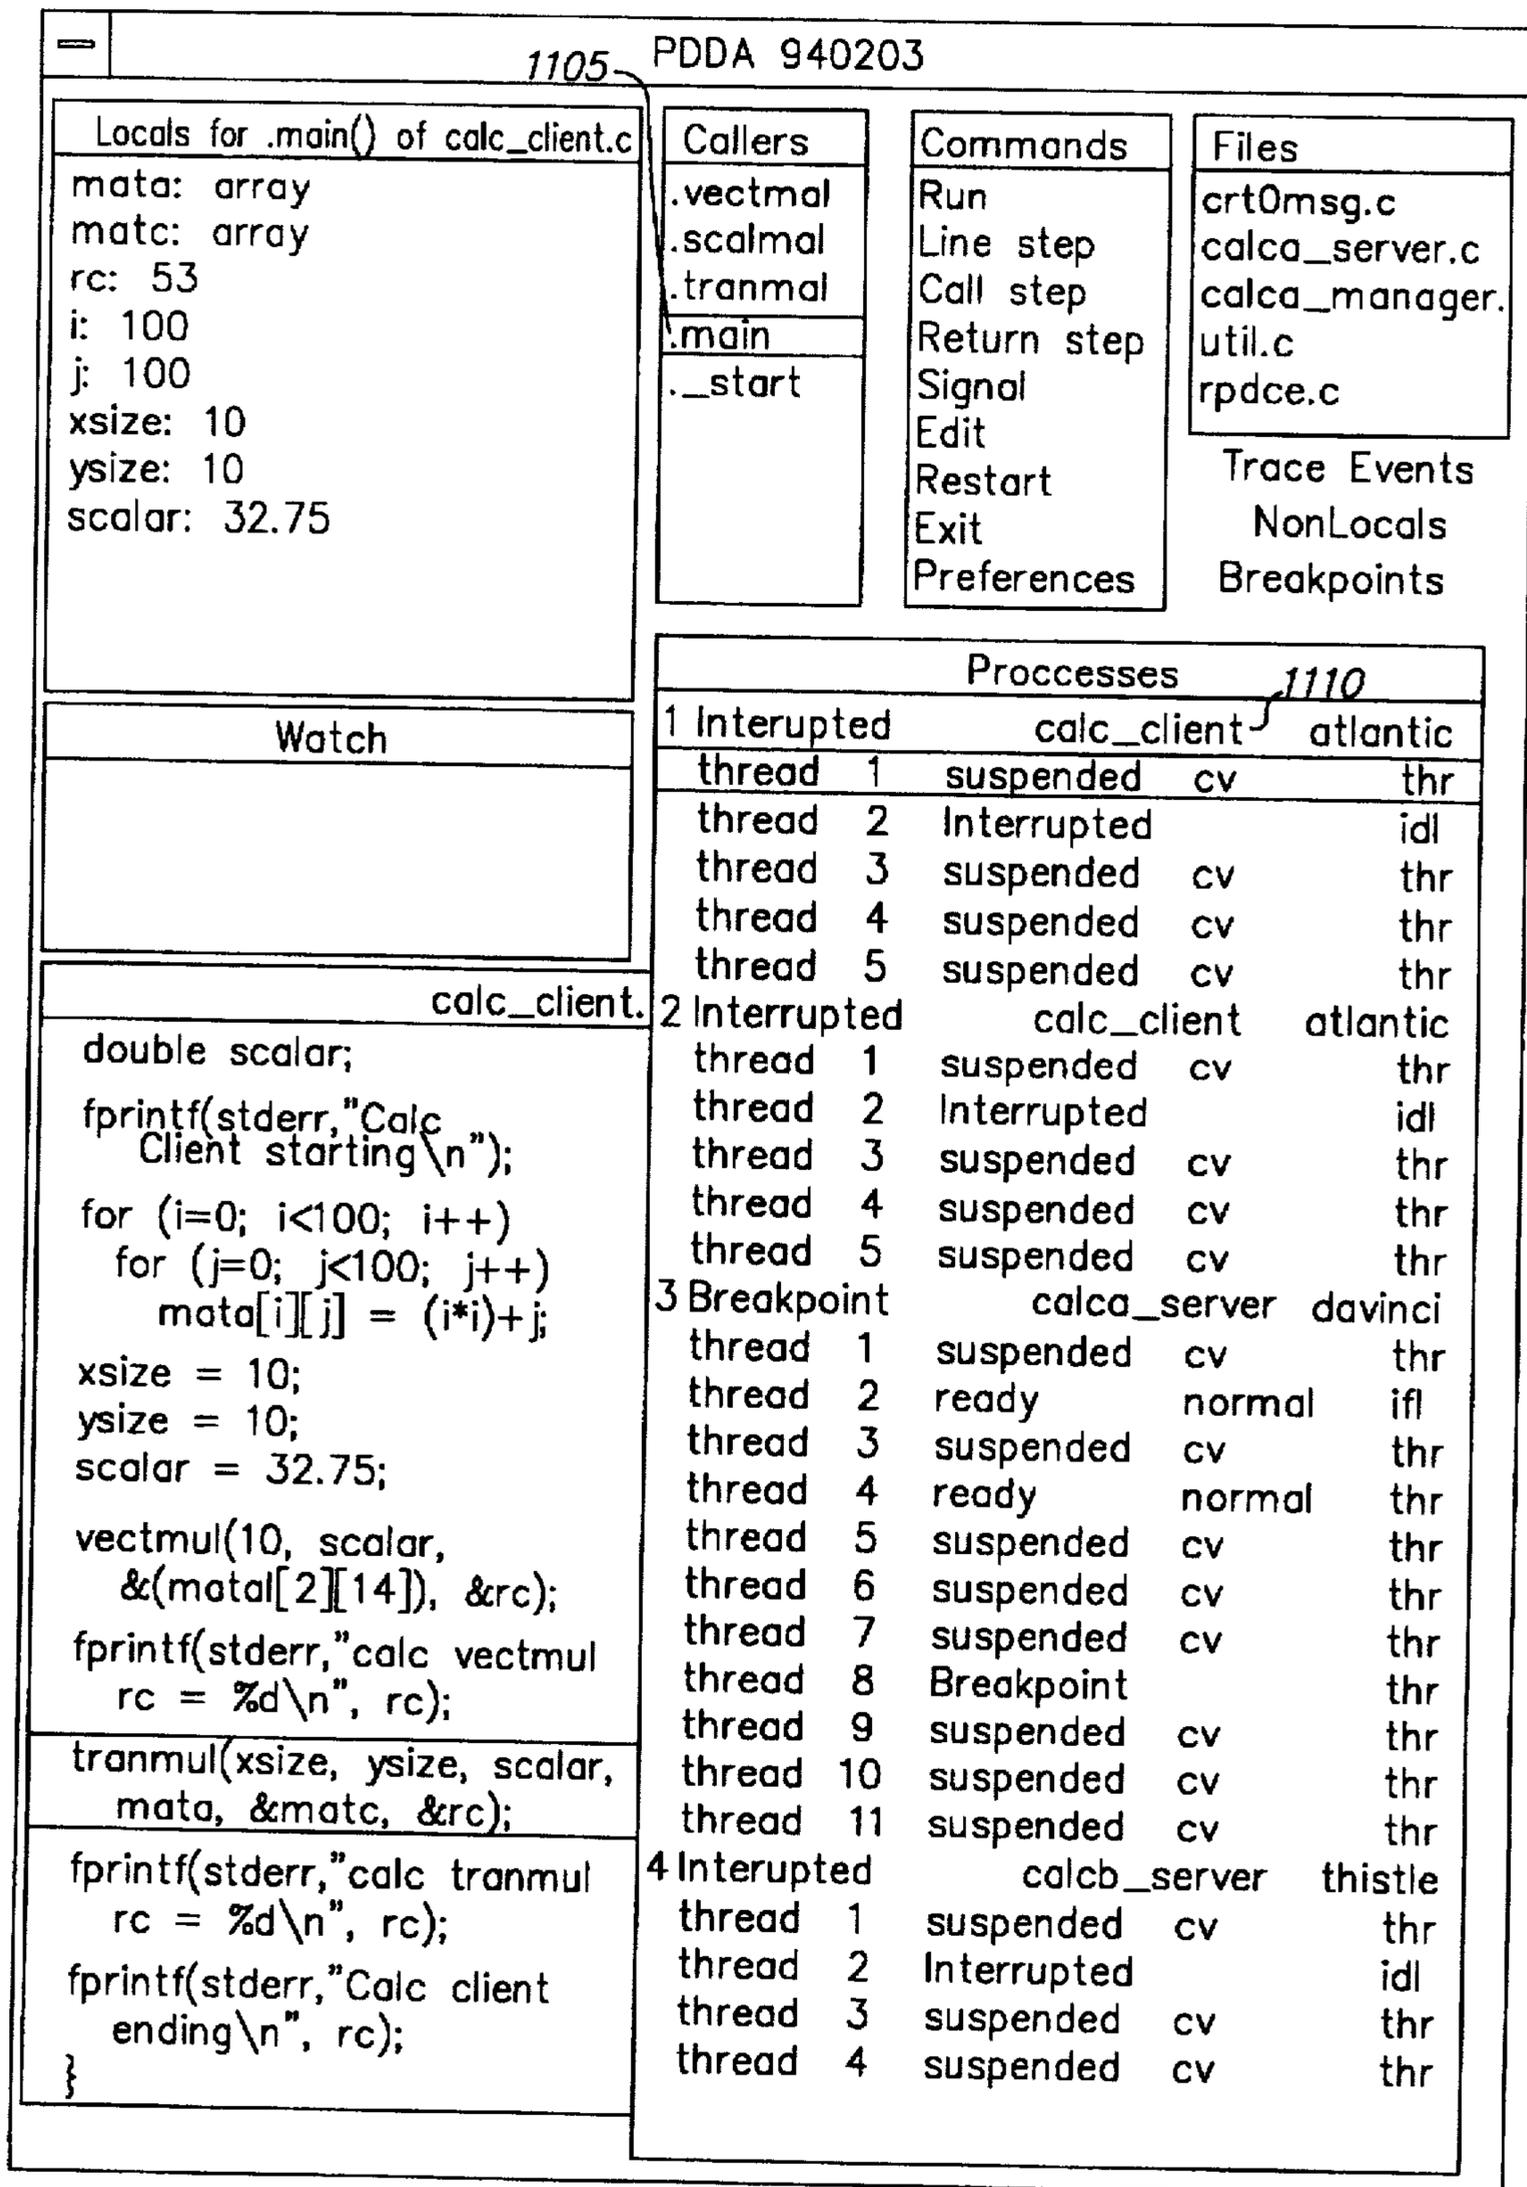 PDDA 940203
1105
Locals for .main() of calc_client.c
mata: array
matc: array
rc: 53
i: 100
j: 100
xsize: 10
ysize: 10
scalar: 32.75
Callers
.vectmal
.scalmal
.tranmal
.main
._start
Commands
Run
Line step
Call step
Return step
Signal
Edit
Restart
Exit
Preferences
Files
crt0msg.c
calca_server.c
calca_manager.
util.c
rpdce.c
Trace Events
NonLocals
Breakpoints
Watch
calc_client.
double scalar;
fprintf(stderr,"Calc
Client starting\n");
for (i=0; i<100; i++)
for (j=0; j<100; j++)
mata[i][j] = (i*i)+j;
xsize = 10;
ysize = 10;
scalar = 32.75;
vectmul(10, scalar,
&(matal[2][14]), &rc);
fprintf(stderr,"calc vectmul
rc = %d\n", rc);
tranmul(xsize, ysize, scalar,
mata, &matc, &rc);
fprintf(stderr,"calc tranmul
rc = %d\n", rc);
fprintf(stderr,"Calc client
ending\n", rc);
}
Proccesses
1110
1 Interupted calc_client atlantic
thread 1 suspended cv thr
thread 2 Interrupted idl
thread 3 suspended cv thr
thread 4 suspended cv thr
thread 5 suspended cv thr
2 Interrupted calc_client atlantic
thread 1 suspended cv thr
thread 2 Interrupted idl
thread 3 suspended cv thr
thread 4 suspended cv thr
thread 5 suspended cv thr
3 Breakpoint calca_server davinci
thread 1 suspended cv thr
thread 2 ready normal ifl
thread 3 suspended cv thr
thread 4 ready normal thr
thread 5 suspended cv thr
thread 6 suspended cv thr
thread 7 suspended cv thr
thread 8 Breakpoint thr
thread 9 suspended cv thr
thread 10 suspended cv thr
thread 11 suspended cv thr
4 Interupted calcb_server thistle
thread 1 suspended cv thr
thread 2 Interrupted idl
thread 3 suspended cv thr
thread 4 suspended cv thr